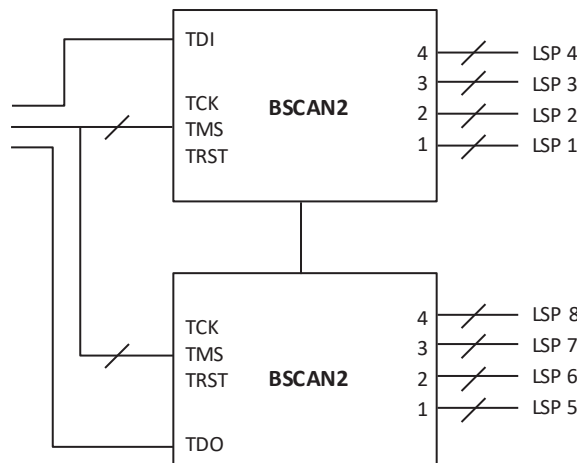 TDI
4 LSP 4
3 LSP 3
TCK
BSCAN2
2 LSP 2
TMS
1 LSP 1
TRST
4 LSP 8
TCK
3 LSP 7
TMS
BSCAN2
2 LSP 6
TRST
1 LSP 5
TDO